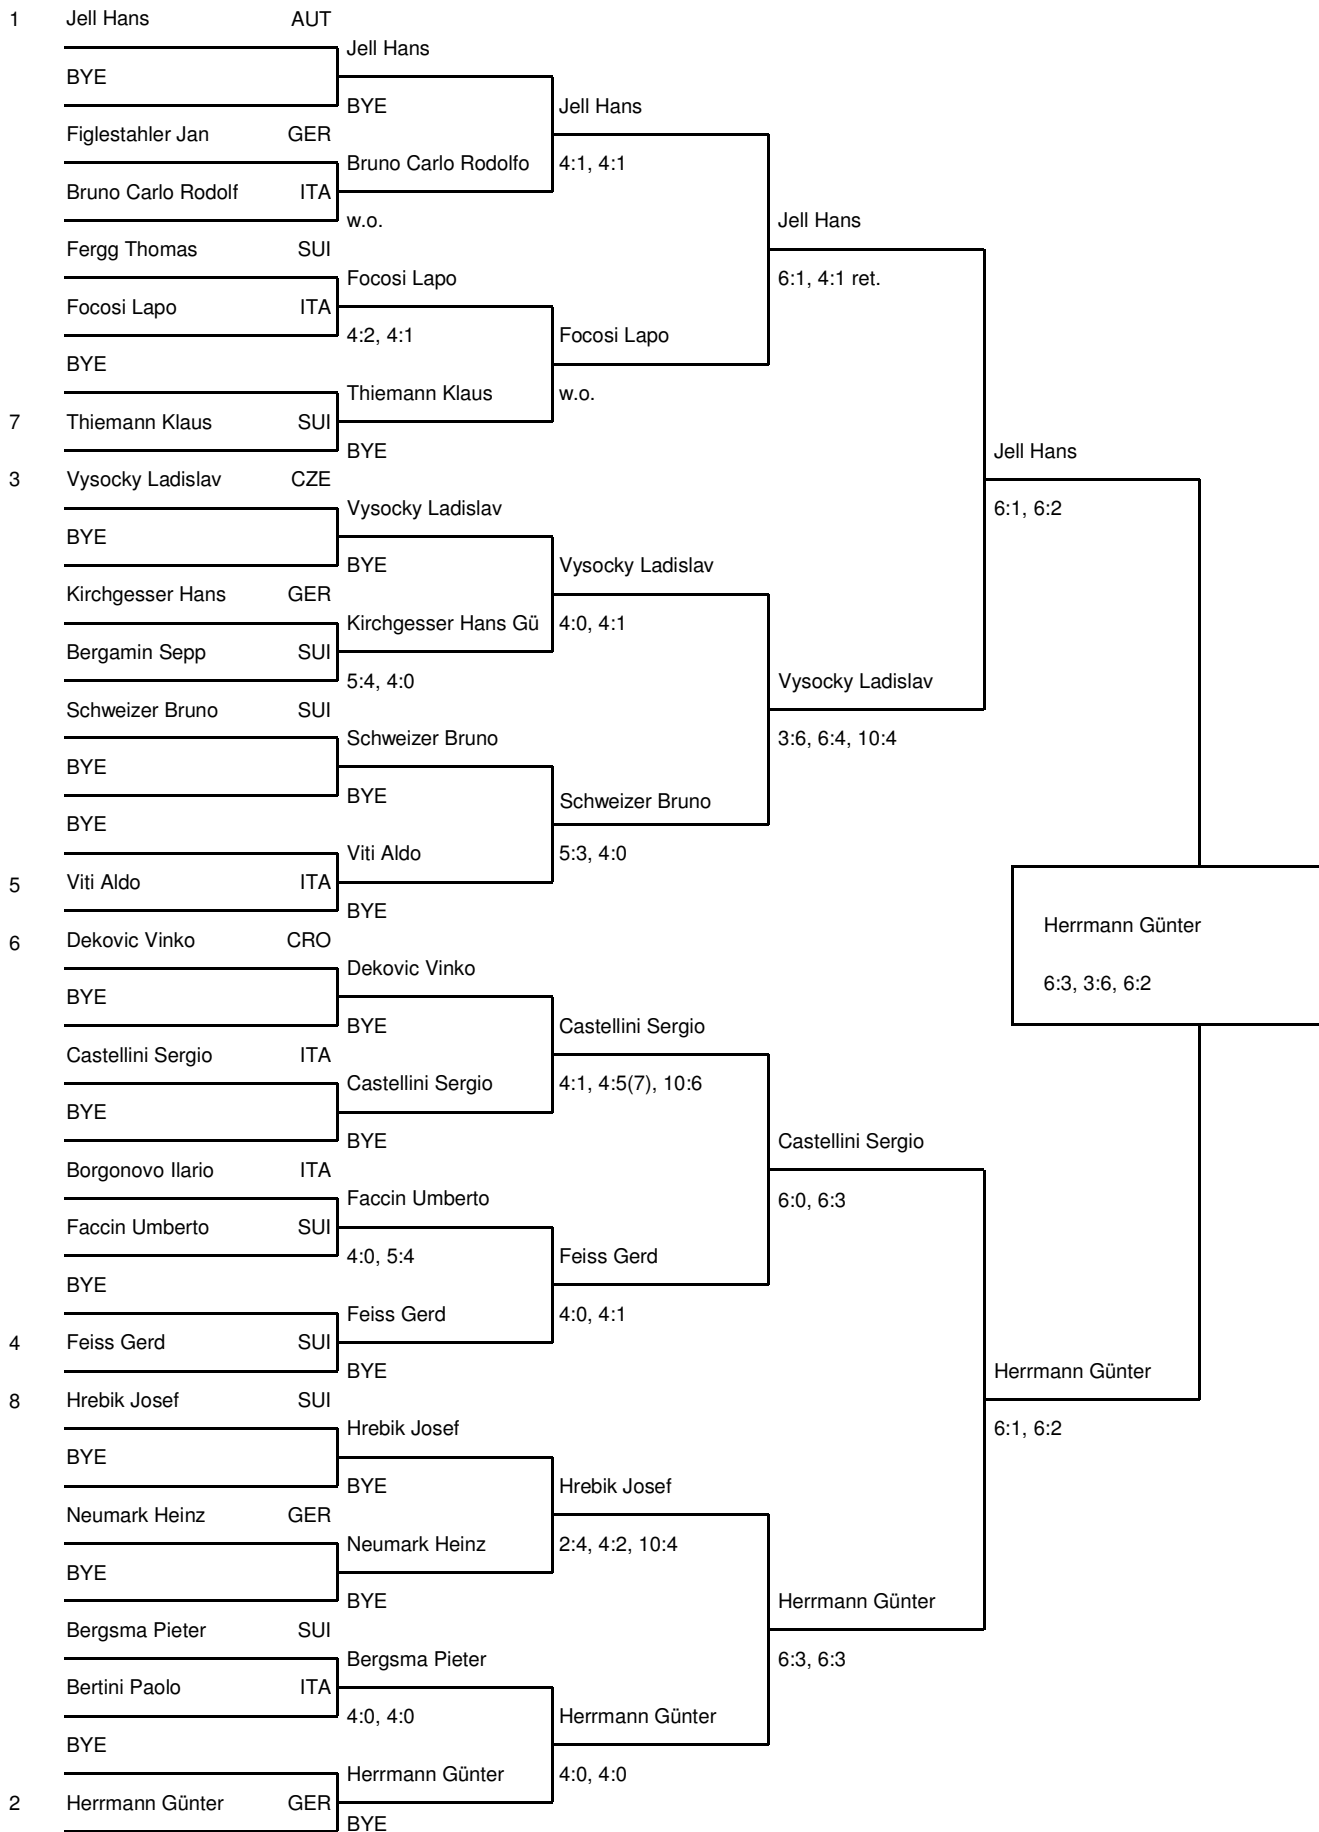 1 Jell Hans AUT
Jell Hans
BYE
BYE
Jell Hans
Figlestahler Jan GER
Bruno Carlo Rodolfo
4:1, 4:1
Bruno Carlo Rodolf ITA
w.o.
Jell Hans
Fergg Thomas SUI
Focosi Lapo
6:1, 4:1 ret.
Focosi Lapo ITA
4:2, 4:1
Focosi Lapo
BYE
Thiemann Klaus
w.o.
7 Thiemann Klaus SUI
BYE
Jell Hans
3 Vysocky Ladislav CZE
Vysocky Ladislav
6:1, 6:2
BYE
BYE
Vysocky Ladislav
Kirchgesser Hans GER
Kirchgesser Hans Gü
4:0, 4:1
Bergamin Sepp SUI
5:4, 4:0
Vysocky Ladislav
Schweizer Bruno SUI
Schweizer Bruno
3:6, 6:4, 10:4
BYE
BYE
Schweizer Bruno
BYE
Viti Aldo
5:3, 4:0
5 Viti Aldo ITA
BYE
Herrmann Günter
6 Dekovic Vinko CRO
Dekovic Vinko
6:3, 3:6, 6:2
BYE
BYE
Castellini Sergio
Castellini Sergio ITA
Castellini Sergio
4:1, 4:5(7), 10:6
BYE
BYE
Castellini Sergio
Borgonovo Ilario ITA
Faccin Umberto
6:0, 6:3
Faccin Umberto SUI
4:0, 5:4
Feiss Gerd
BYE
Feiss Gerd
4:0, 4:1
4 Feiss Gerd SUI
BYE
Herrmann Günter
8 Hrebik Josef SUI
Hrebik Josef
6:1, 6:2
BYE
BYE
Hrebik Josef
Neumark Heinz GER
Neumark Heinz
2:4, 4:2, 10:4
BYE
BYE
Herrmann Günter
Bergsma Pieter SUI
Bergsma Pieter
6:3, 6:3
Bertini Paolo ITA
4:0, 4:0
Herrmann Günter
BYE
Herrmann Günter
4:0, 4:0
2 Herrmann Günter GER
BYE